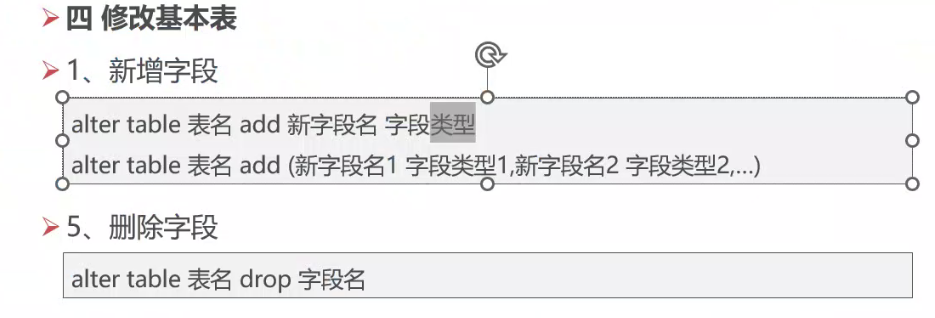 四 修改基本表
1、新增字段
alter table 表名 add 新字段名 字段类型
alter table 表名 add (新字段名1 字段类型1,新字段名2 字段类型2,...)
5、删除字段
alter table 表名 drop 字段名